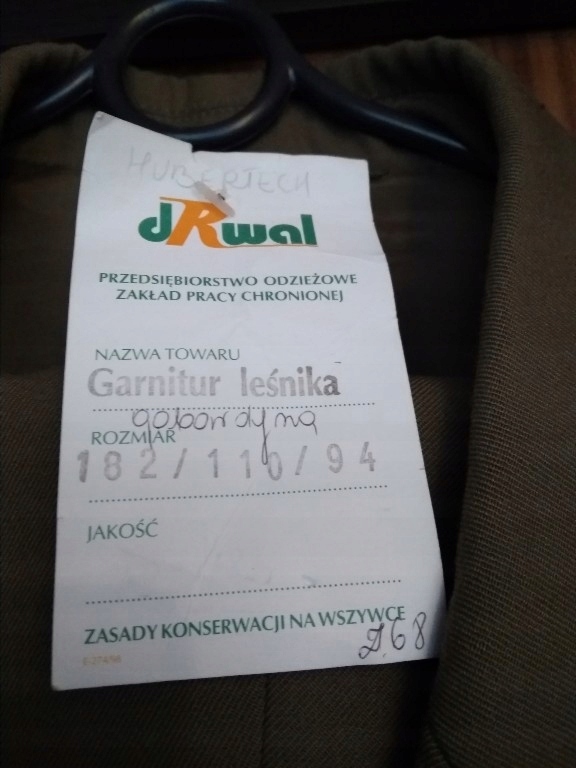 HUBERTECH
dRwal
PRZEDSIĘBIORSTWO ODZIEŻOWE
ZAKŁAD PRACY CHRONIONEJ
NAZWA TOWARU
Garnitur leśnika
gabardyna
ROZMIAR
182/110/94
JAKOŚĆ
ZASADY KONSERWACJI NA WSZYWCE
68